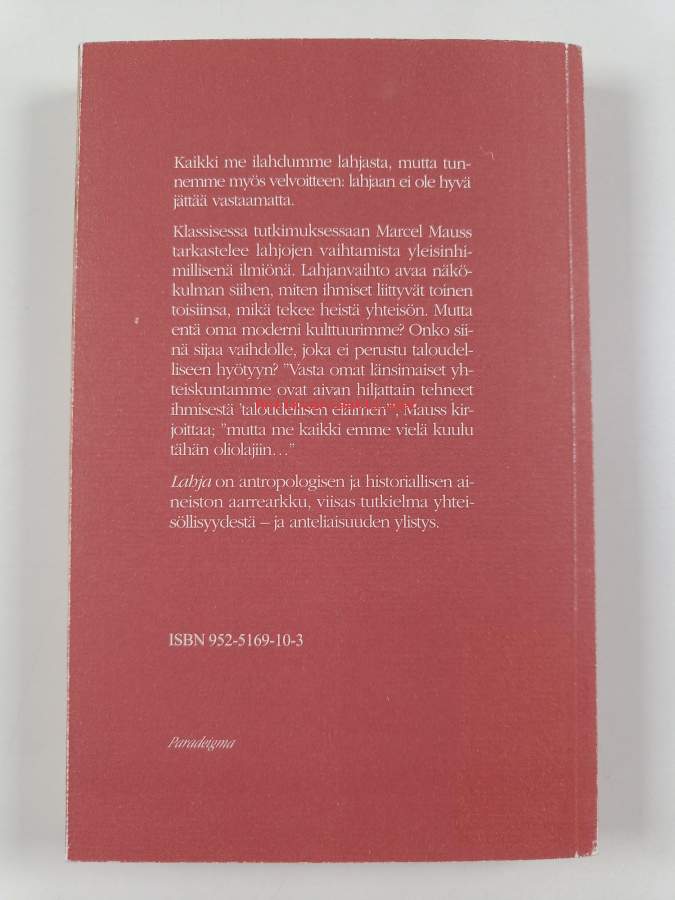 Kaikki me ilahdumme lahjasta, mutta tun-
nemme myös velvoitteen: lahjaan ei ole hyvä
jättää vastaamatta.
Klassisessa tutkimuksessaan Marcel Mauss
tarkastelee lahjojen vaihtamista yleisinhi-
millisenä ilmiönä. Lahjanvaihto avaa näkö-
kulman siihen, miten ihmiset liittyvät toinen
toisiinsa, mikä tekee heistä yhteisön. Mutta
entä oma moderni kulttuurimme? Onko sii-
nä sijaa vaihdolle, joka ei perustu taloudel-
liseen hyötyyn? "Vasta omat länsimaiset yh-
teiskuntamme ovat aivan hiljattain tehneet
ihmisestä 'taloudellisen eläimen'", Mauss kir-
joittaa; "mutta me kaikki emme vielä kuulu
tähän oliolajiin…"
Lahja on antropologisen ja historiallisen ai-
neiston aarrearkku, viisas tutkielma yhtei-
söllisyydestä – ja anteliaisuuden ylistys.
ISBN 952-5169-10-3
Paradeigma